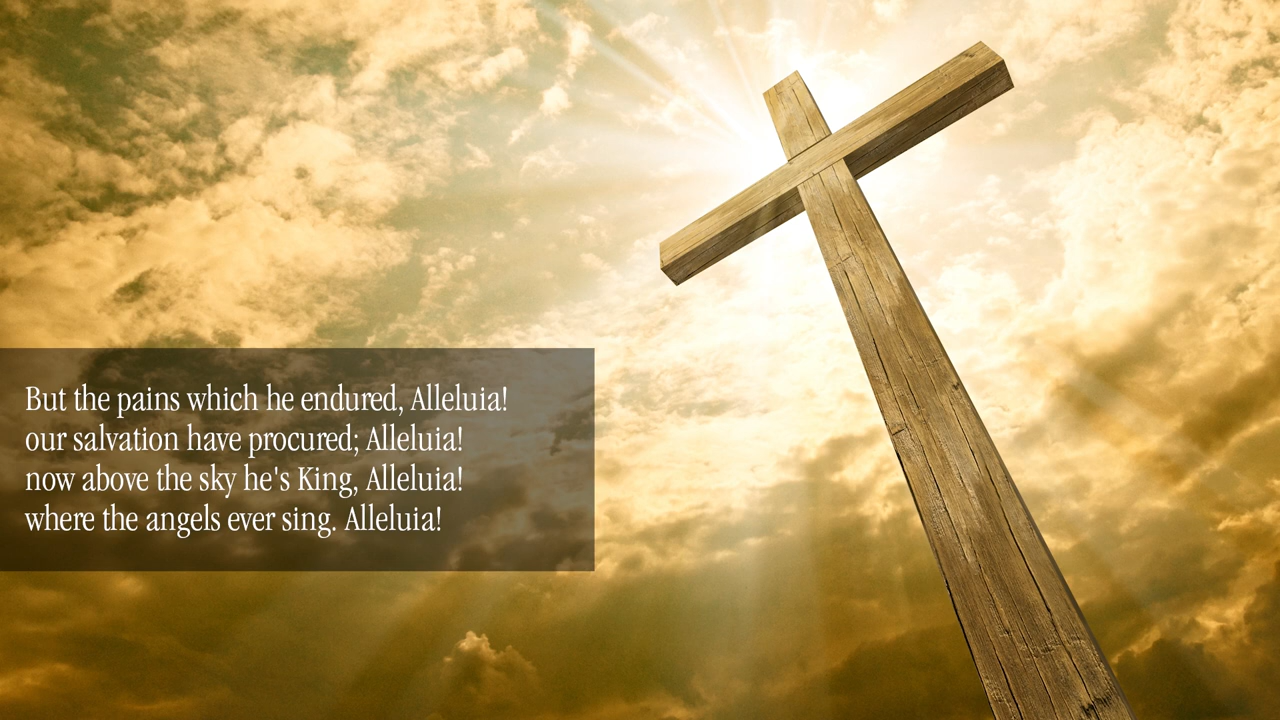 But the pains which he endured, Alleluia!
our salvation have procured; Alleluia!
now above the sky he's King, Alleluia!
where the angels ever sing. Alleluia!